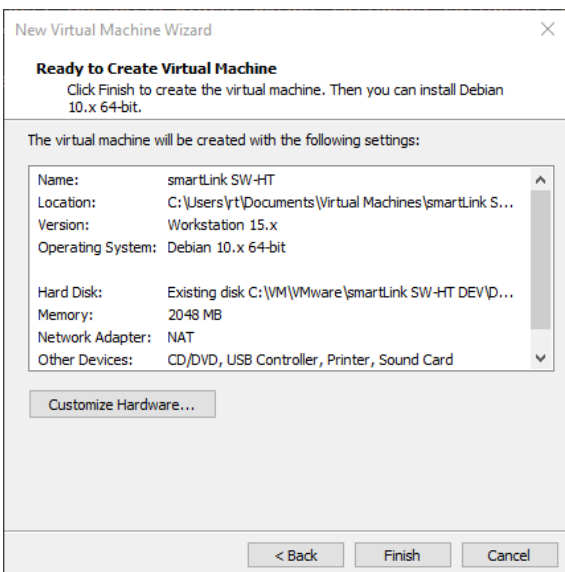 New Virtual Machine Wizard
Ready to Create Virtual Machine
Click Finish to create the virtual machine. Then you can install Debian
10.x 64-bit.
The virtual machine will be created with the following settings:
Name: smartLink SW-HT
Location: C:\Users\rt\Documents\Virtual Machines\smartLink S...
Version: Workstation 15.x
Operating System: Debian 10.x 64-bit
Hard Disk: Existing disk C:\VM\VMware\smartLink SW-HT DEV\D...
Memory: 2048 MB
Network Adapter: NAT
Other Devices: CD/DVD, USB Controller, Printer, Sound Card
Customize Hardware...
< Back Finish Cancel